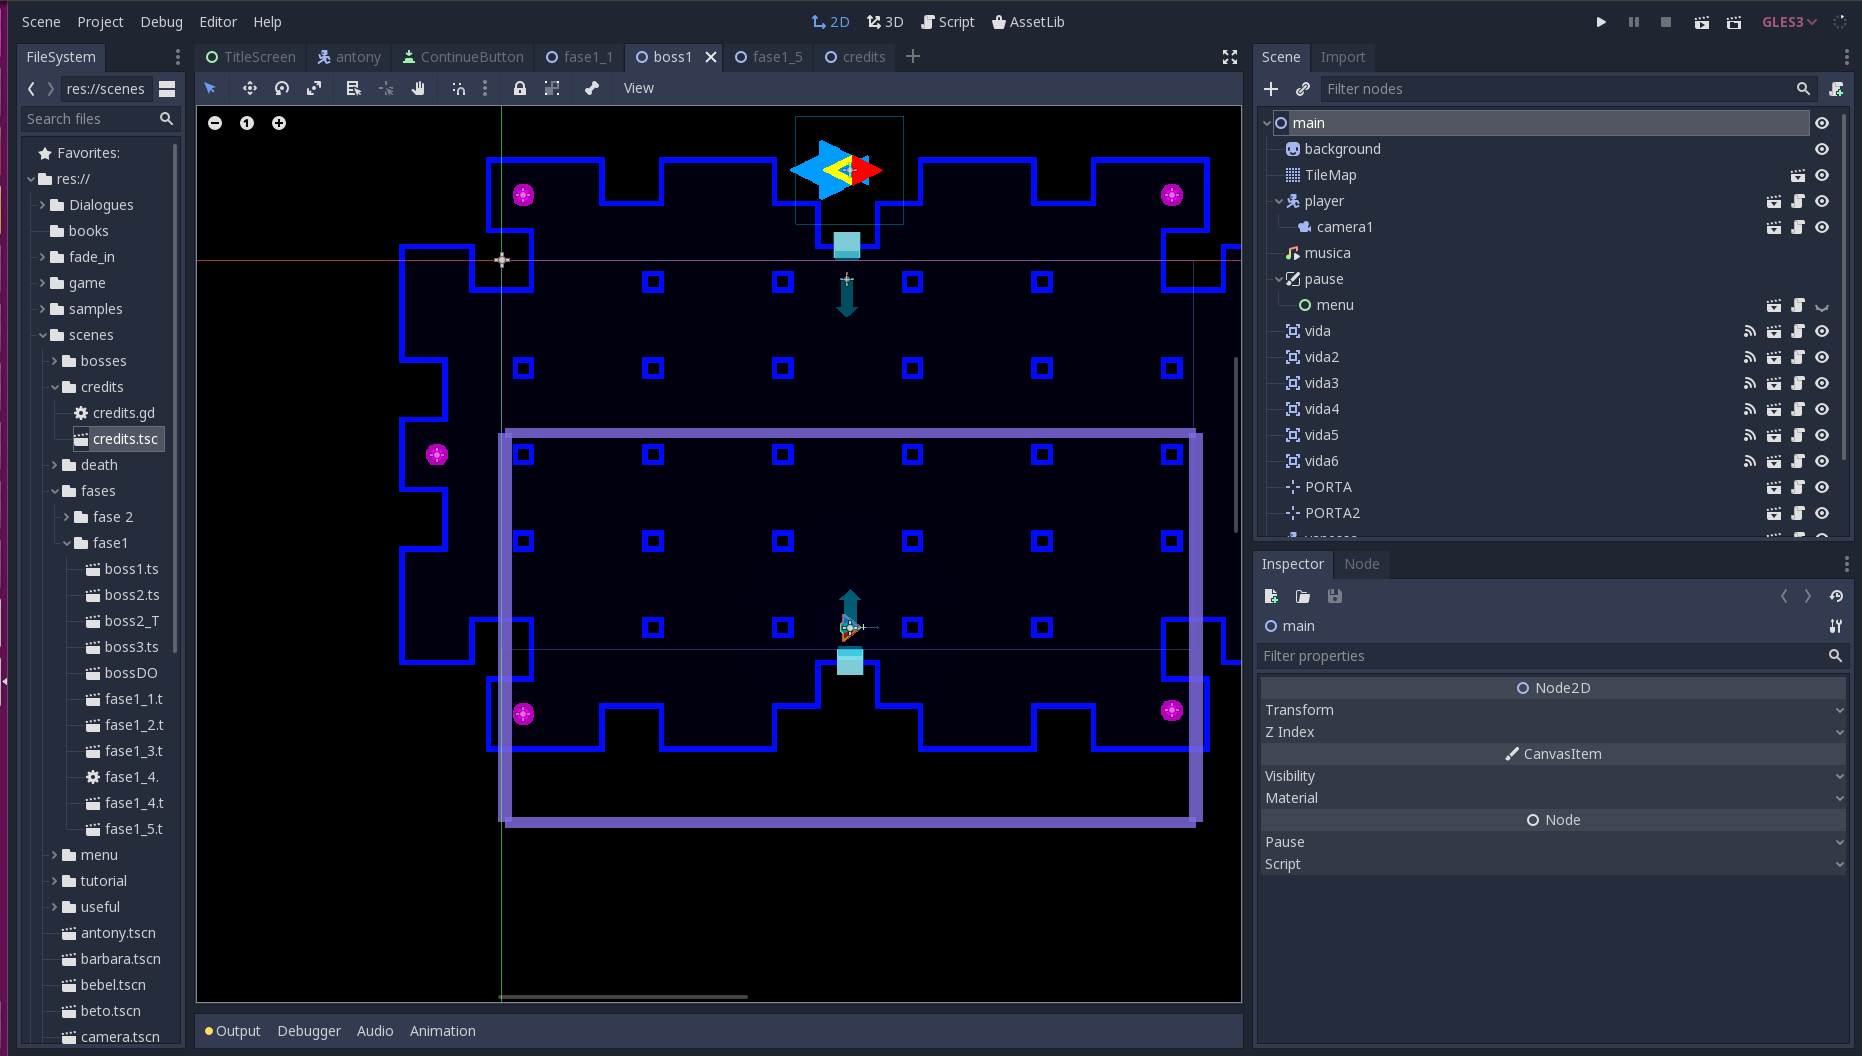 Scene Project Debug Editor Help
2D 3D Script AssetLib
GLES3
FileSystem
res://scenes
Search files
Favorites:
res://
Dialogues
books
fade_in
game
samples
scenes
bosses
credits
credits.gd
credits.tsc
death
fases
fase 2
fase1
boss1.ts
boss2.ts
boss2_T
boss3.ts
bossDO
fase1_1.t
fase1_2.t
fase1_3.t
fase1_4.
fase1_4.t
fase1_5.t
menu
tutorial
useful
antony.tscn
barbara.tscn
bebel.tscn
beto.tscn
camera.tscn
TitleScreen antony ContinueButton fase1_1 boss1 fase1_5 credits
View
1
Output Debugger Audio Animation
Scene Import
Filter nodes
main
background
TileMap
player
camera1
musica
pause
menu
vida
vida2
vida3
vida4
vida5
vida6
PORTA
PORTA2
Inspector Node
main
Filter properties
Node2D
Transform
Z Index
CanvasItem
Visibility
Material
Node
Pause
Script